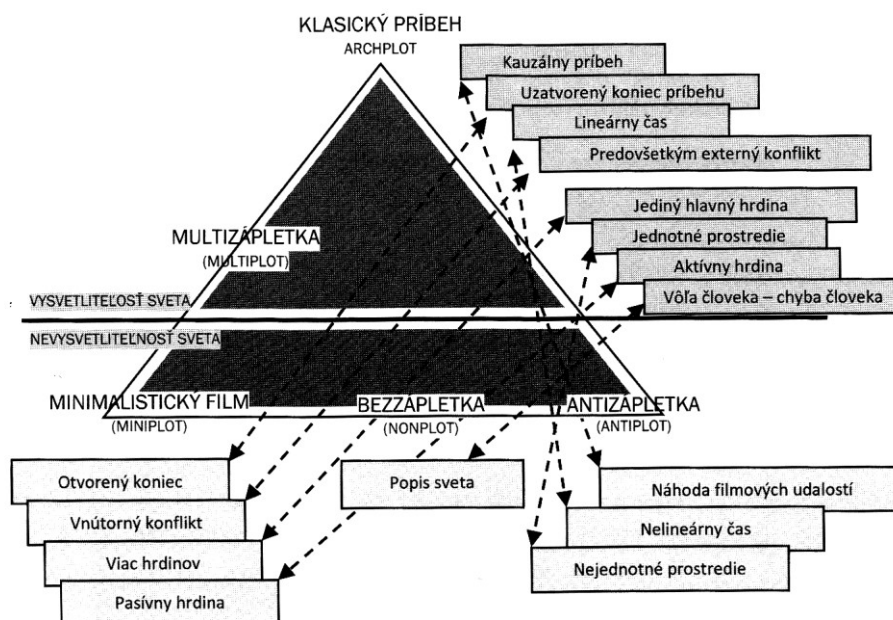 KLASICKÝ PRÍBEH
ARCHPLOT
Kauzálny príbeh
Uzatvorený koniec príbehu
Lineárny čas
Predovšetkým externý konflikt
Jediný hlavný hrdina
Jednotné prostredie
Aktívny hrdina
Vôľa človeka – chyba človeka
MULTIZÁPLETKA
(MULTIPLOT)
VYSVETLITEĽOSŤ SVETA
NEVYSVETLITEĽNOSŤ SVETA
MINIMALISTICKÝ FILM
(MINIPLOT)
BEZZÁPLETKA
(NONPLOT)
ANTIZÁPLETKA
(ANTIPLOT)
Otvorený koniec
Vnútorný konflikt
Viac hrdinov
Pasívny hrdina
Popis sveta
Náhoda filmových udalostí
Nelineárny čas
Nejednotné prostredie